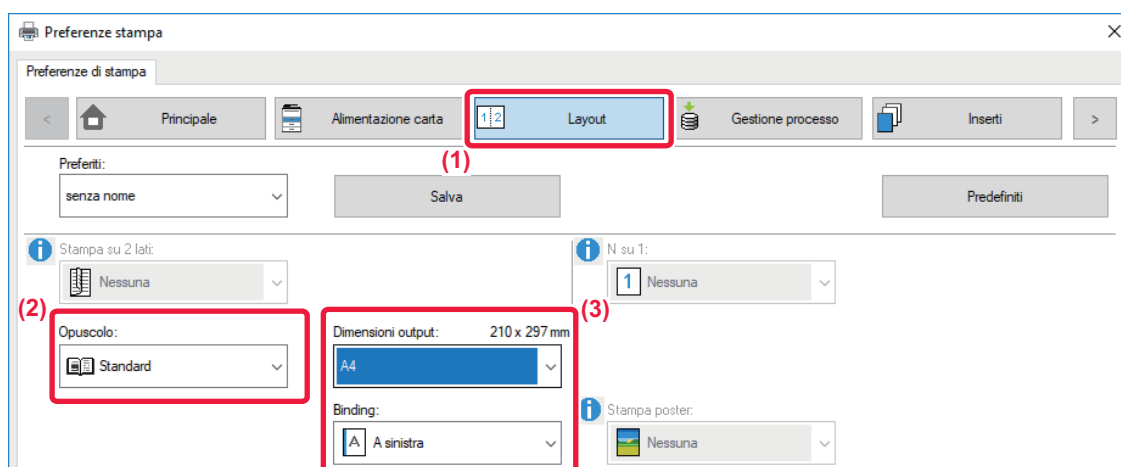 Preferenze stampa
Preferenze di stampa
< Principale Alimentazione carta 1 2 Layout Gestione processo Inserti >
(1)
Preferiti:
senza nome Salva Predefiniti
Stampa su 2 lati: N su 1:
Nessuna 1 Nessuna
(2) (3)
Opuscolo: Dimensioni output: 210 x 297 mm
Standard A4
Binding: Stampa poster:
A A sinistra Nessuna